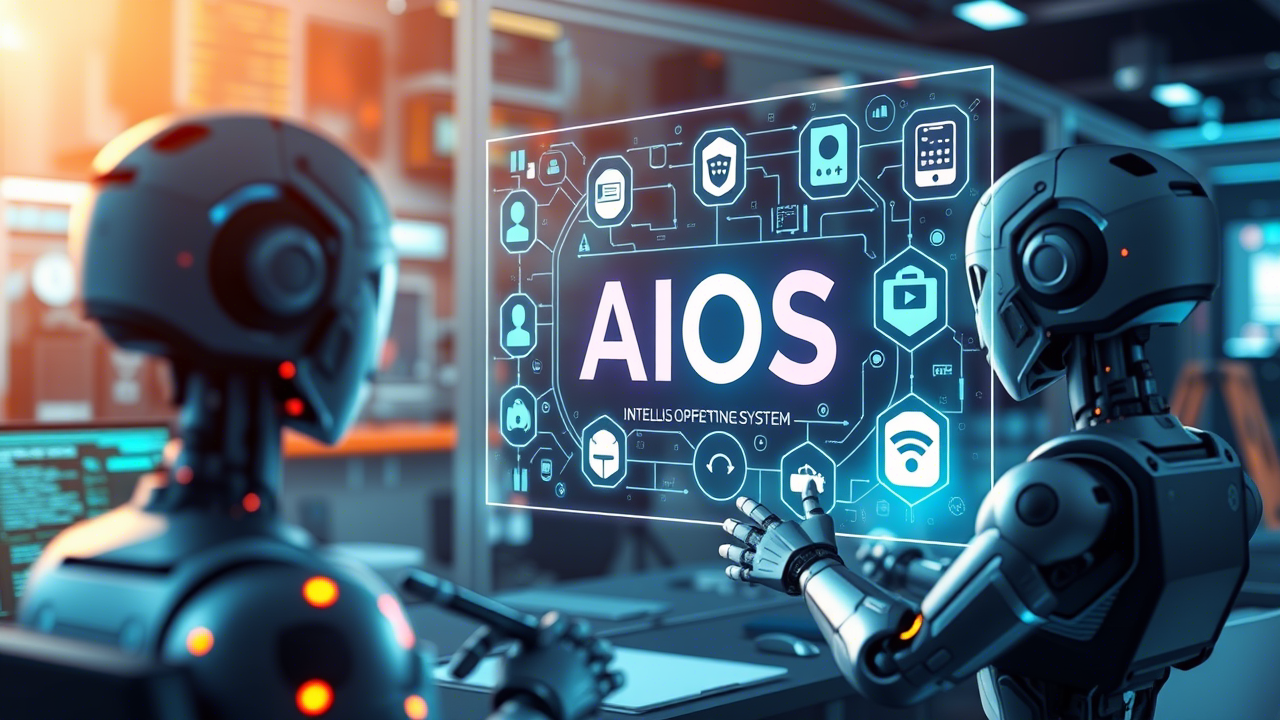 AIOS
INTELLIS OPFETINE SYSTEM